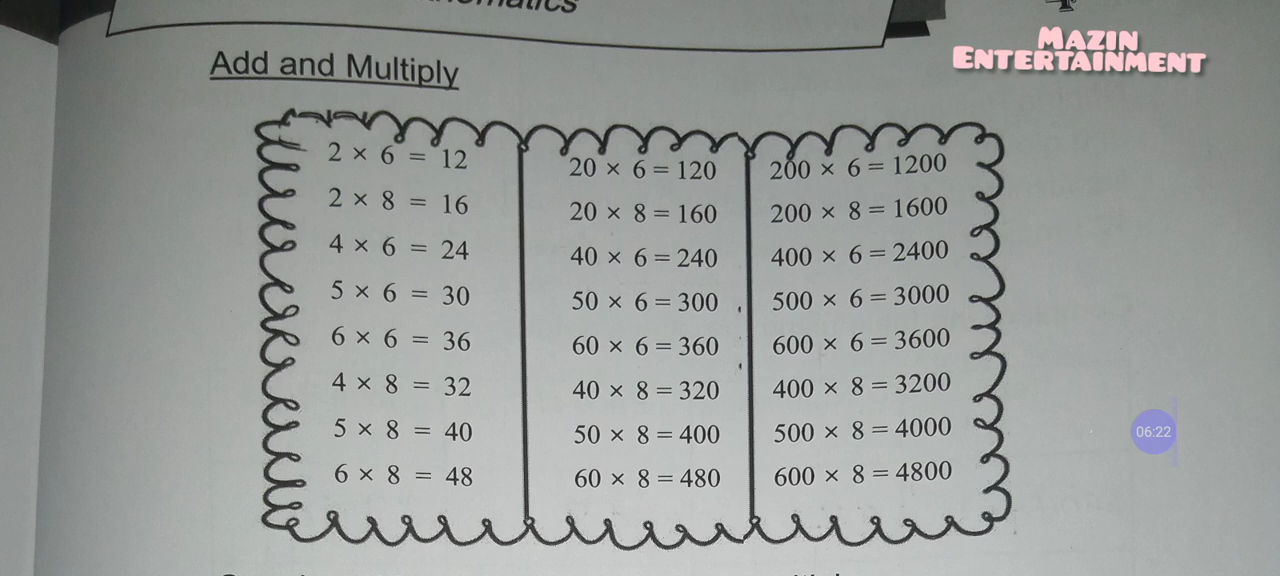 Mazin
Entertainment
Add and Multiply
2 × 6 = 12
2 × 8 = 16
4 × 6 = 24
5 × 6 = 30
6 × 6 = 36
4 × 8 = 32
5 × 8 = 40
6 × 8 = 48
20 × 6 = 120
20 × 8 = 160
40 × 6 = 240
50 × 6 = 300
60 × 6 = 360
40 × 8 = 320
50 × 8 = 400
60 × 8 = 480
200 × 6 = 1200
200 × 8 = 1600
400 × 6 = 2400
500 × 6 = 3000
600 × 6 = 3600
400 × 8 = 3200
500 × 8 = 4000
600 × 8 = 4800
06:22